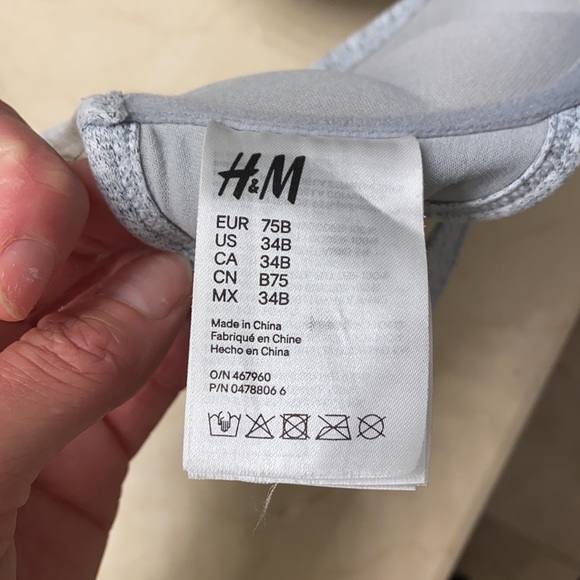 H&M
EUR 75B
US 34B
CA 34B
CN B75
MX 34B
Made in China
Fabriqué en Chine
Hecho en China
O/N 467960
P/N 0478806 6